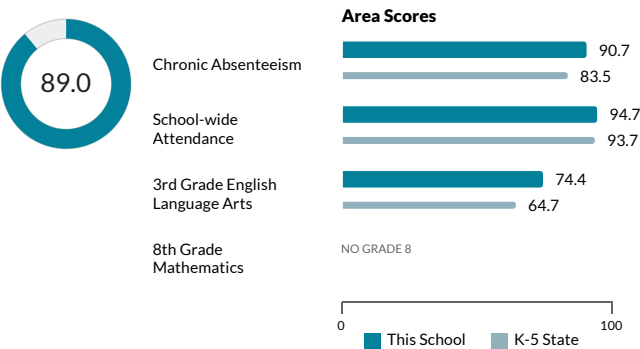 Area Scores
89.0
Chronic Absenteeism
90.7
83.5
School-wide
Attendance
94.7
93.7
3rd Grade English
Language Arts
74.4
64.7
8th Grade
Mathematics
NO GRADE 8
0
100
This School
K-5 State